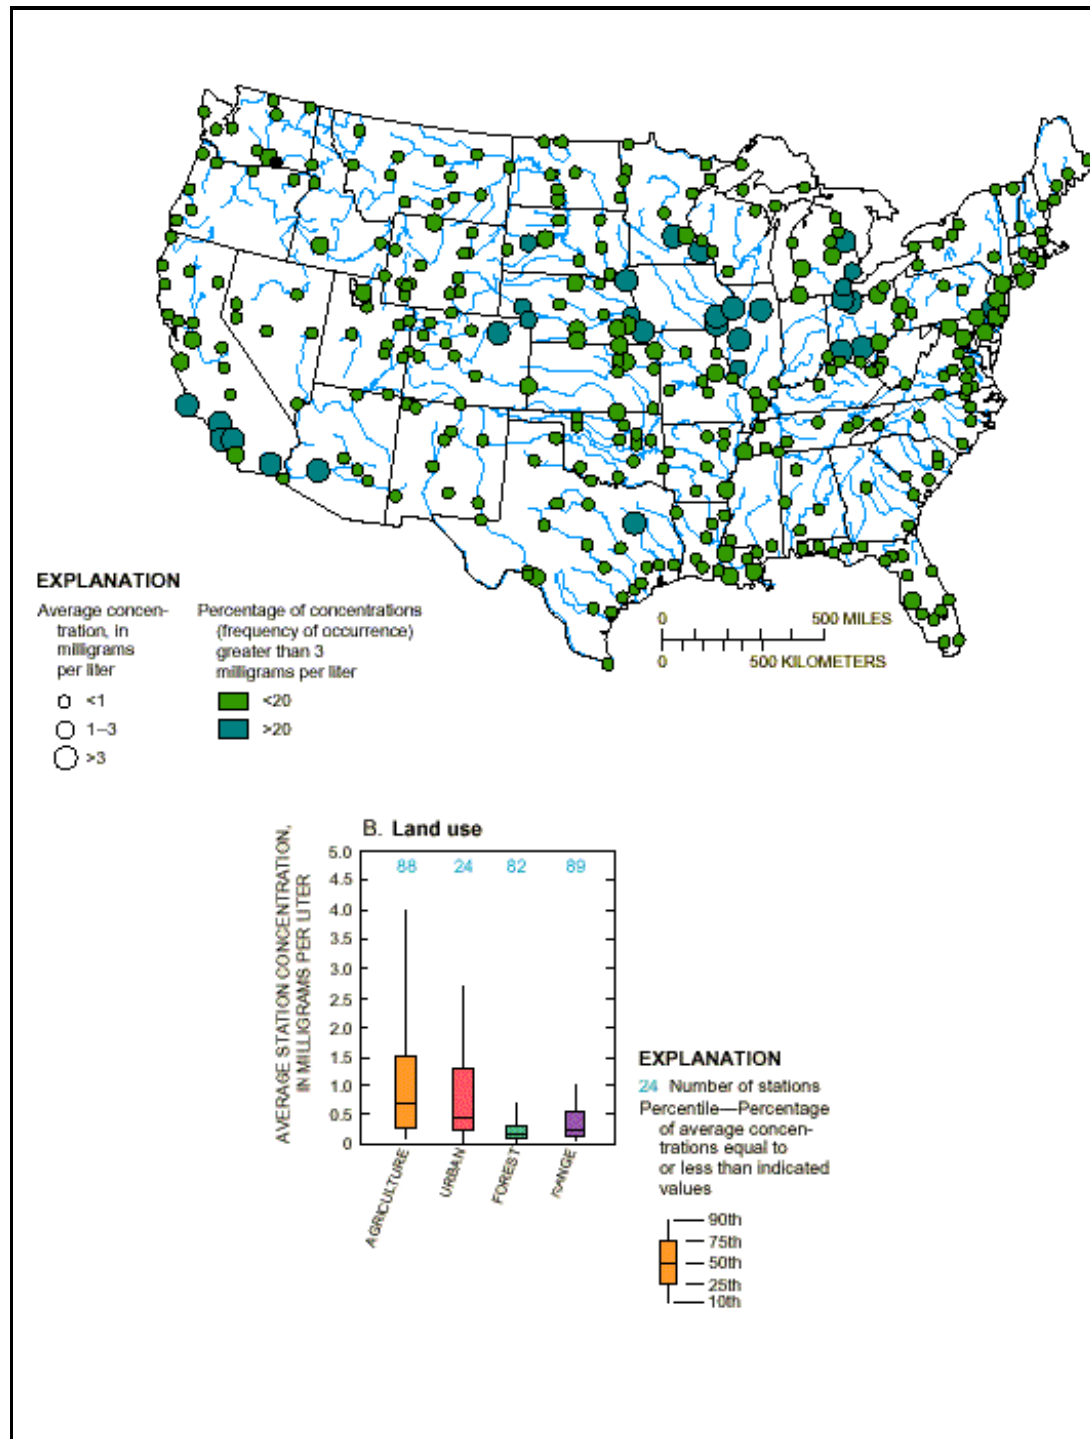 EXPLANATION
Average concen-
tration, in
milligrams
per liter
<1
1–3
>3
Percentage of concentrations
(frequency of occurrence)
greater than 3
milligrams per liter
<20
>20
0 500 MILES
0 500 KILOMETERS
B. Land use
AVERAGE STATION CONCENTRATION,
IN MILLIGRAMS PER LITER
5.0
4.5
4.0
3.5
3.0
2.5
2.0
1.5
1.0
0.5
0
88 24 82 89
AGRICULTURE
URBAN
FOREST
RANGE
EXPLANATION
24 Number of stations
Percentile—Percentage
of average concen-
trations equal to
or less than indicated
values
90th
75th
50th
25th
10th